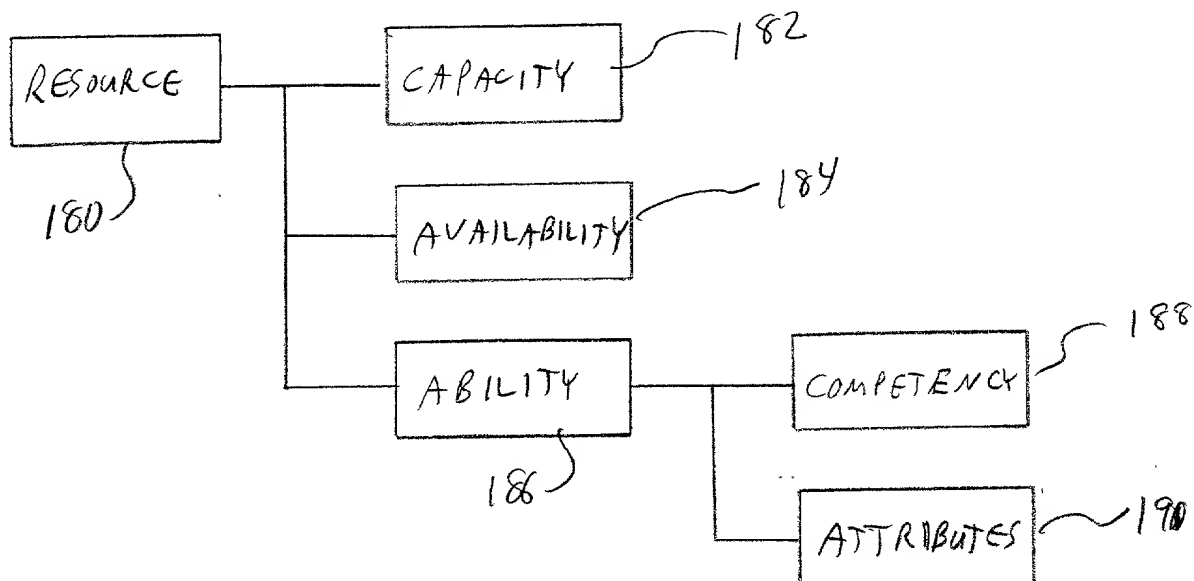 RESOURCE
180
CAPACITY
182
AVAILABILITY
184
ABILITY
186
COMPETENCY
188
ATTRIBUTES
190